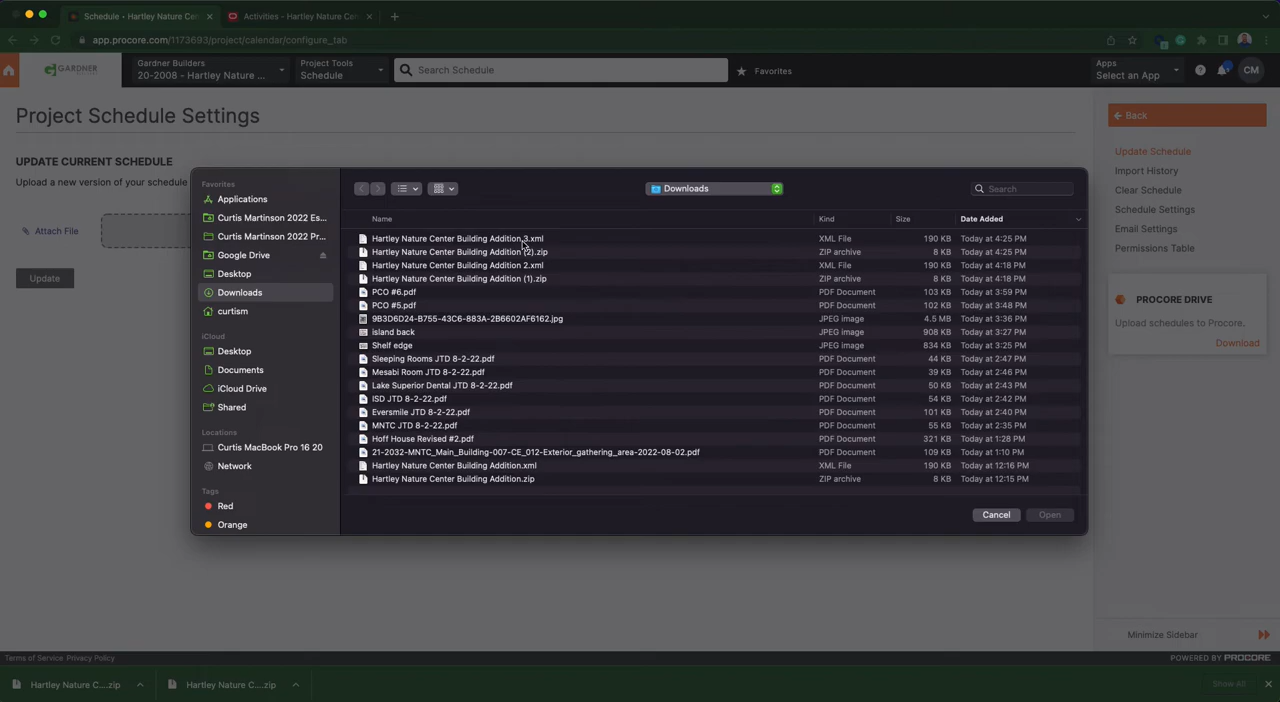 Schedule • Hartley Nature Cen
Activities - Hartley Nature Cent
app.procore.com/1173693/project/calendar/configure_tab
GARDNER
Gardner Builders
20-2008 - Hartley Nature ...
Project Tools
Schedule
Search Schedule
Favorites
Apps
Select an App
CM
Project Schedule Settings
UPDATE CURRENT SCHEDULE
Upload a new version of your schedule
Attach File
Update
Back
Update Schedule
Import History
Clear Schedule
Schedule Settings
Email Settings
Permissions Table
PROCORE DRIVE
Upload schedules to Procore.
Download
Minimize Sidebar
Favorites
Applications
Curtis Martinson 2022 Es...
Curtis Martinson 2022 Pr...
Google Drive
Desktop
Downloads
curtism
iCloud
Desktop
Documents
iCloud Drive
Shared
Locations
Curtis MacBook Pro 16 20
Network
Tags
Red
Orange
Downloads
Search
Name Kind Size Date Added
Hartley Nature Center Building Addition 3.xml XML File 190 KB Today at 4:25 PM
Hartley Nature Center Building Addition (2).zip ZIP archive 8 KB Today at 4:25 PM
Hartley Nature Center Building Addition 2.xml XML File 190 KB Today at 4:18 PM
Hartley Nature Center Building Addition (1).zip ZIP archive 8 KB Today at 4:18 PM
PCO #6.pdf PDF Document 103 KB Today at 3:59 PM
PCO #5.pdf PDF Document 102 KB Today at 3:48 PM
9B3D6D24-B755-43C6-883A-2B6602AF6162.jpg JPEG image 4.5 MB Today at 3:36 PM
island back JPEG image 908 KB Today at 3:27 PM
Shelf edge JPEG image 834 KB Today at 3:25 PM
Sleeping Rooms JTD 8-2-22.pdf PDF Document 44 KB Today at 2:47 PM
Mesabi Room JTD 8-2-22.pdf PDF Document 39 KB Today at 2:46 PM
Lake Superior Dental JTD 8-2-22.pdf PDF Document 50 KB Today at 2:43 PM
ISD JTD 8-2-22.pdf PDF Document 54 KB Today at 2:42 PM
Eversmile JTD 8-2-22.pdf PDF Document 101 KB Today at 2:40 PM
MNTC JTD 8-2-22.pdf PDF Document 55 KB Today at 2:35 PM
Hoff House Revised #2.pdf PDF Document 321 KB Today at 1:28 PM
21-2032-MNTC_Main_Building-007-CE_012-Exterior_gathering_area-2022-08-02.pdf PDF Document 109 KB Today at 1:10 PM
Hartley Nature Center Building Addition.xml XML File 190 KB Today at 12:16 PM
Hartley Nature Center Building Addition.zip ZIP archive 8 KB Today at 12:15 PM
Cancel
Open
Terms of Service Privacy Policy
POWERED BY PROCORE
Hartley Nature C....zip
Hartley Nature C....zip
Show All